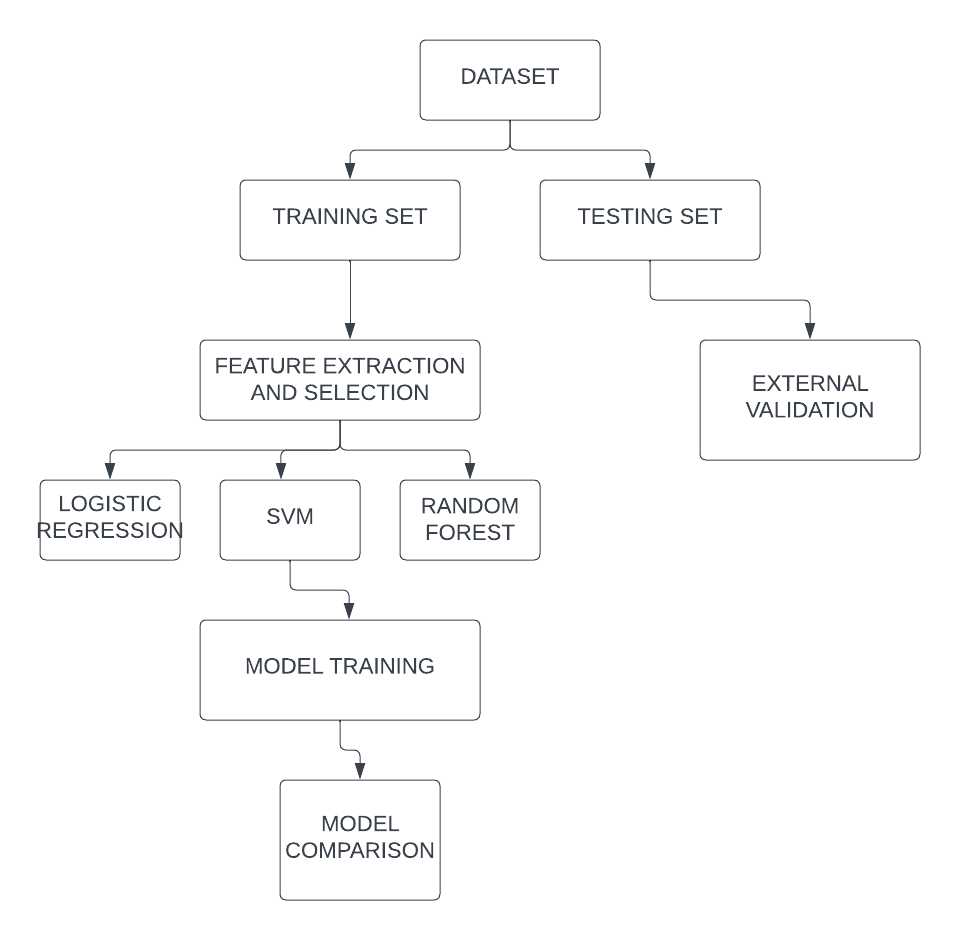 DATASET
TRAINING SET
TESTING SET
FEATURE EXTRACTION
AND SELECTION
EXTERNAL
VALIDATION
LOGISTIC
REGRESSION
SVM
RANDOM
FOREST
MODEL TRAINING
MODEL
COMPARISON